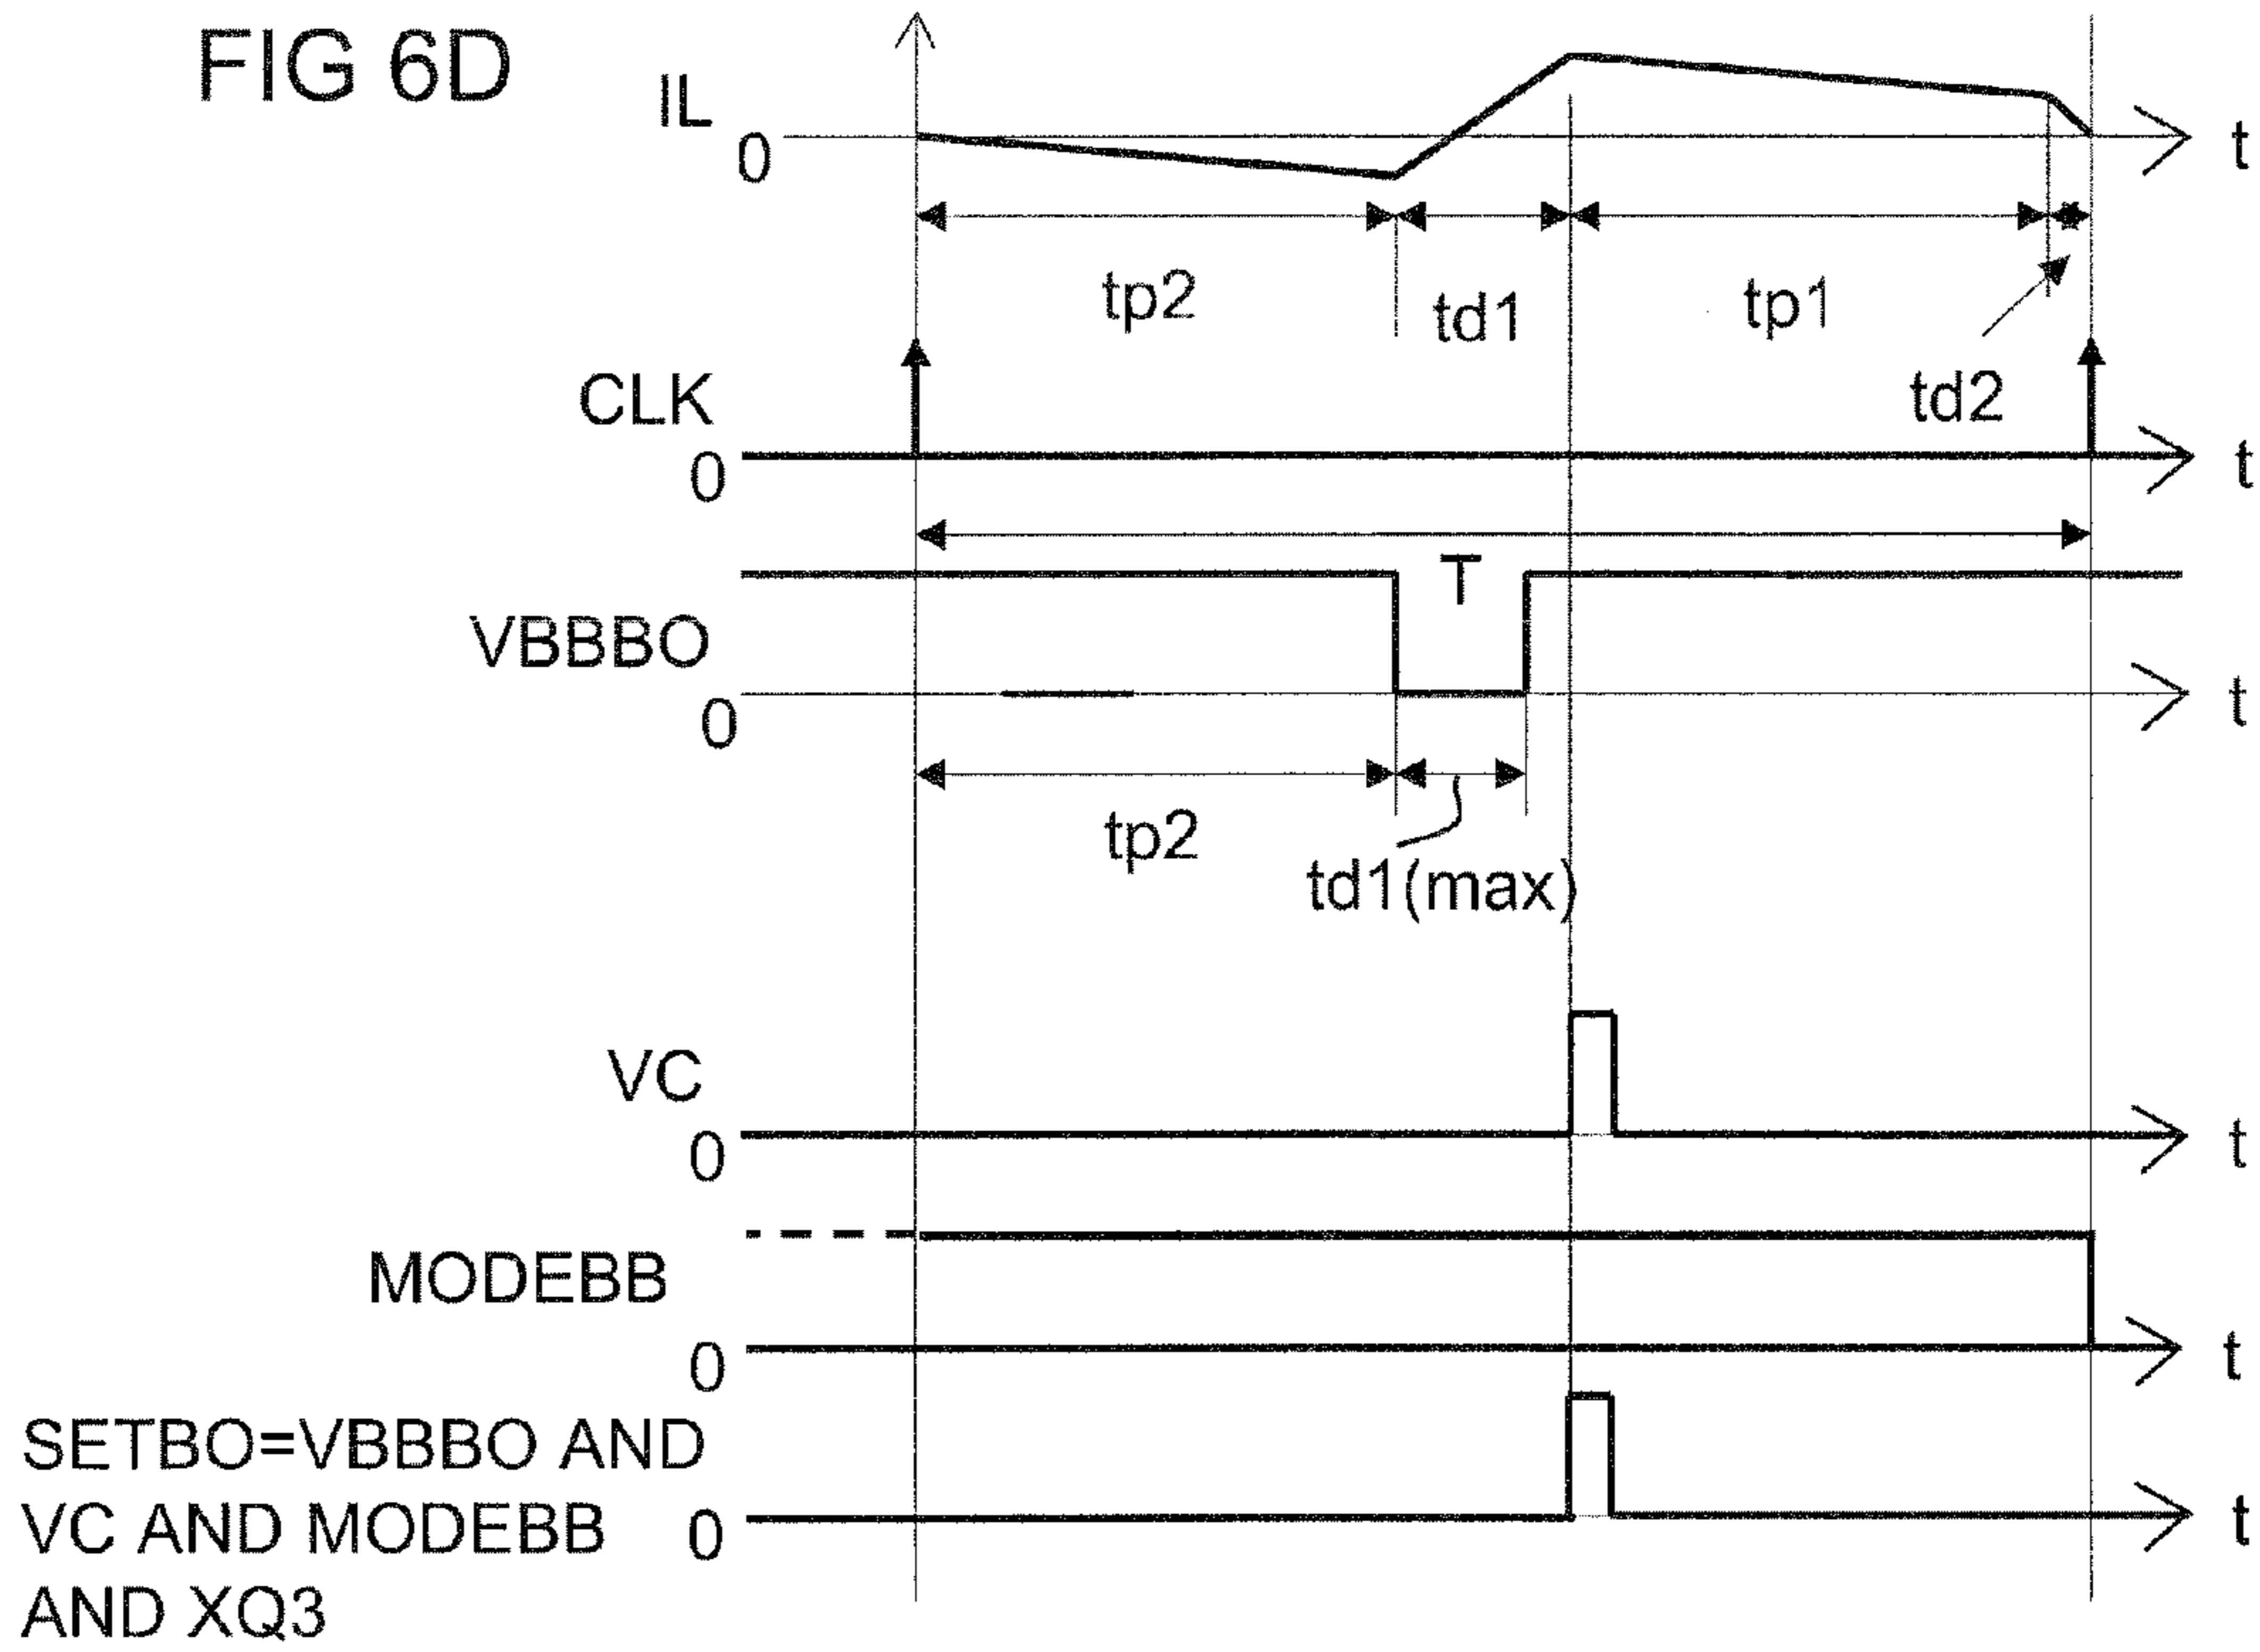 FIG 6D
IL
0
t
tp2
td1
tp1
td2
CLK
0
t
T
VBBBO
0
t
tp2
td1(max)
VC
0
t
MODEBB
0
t
SETBO=VBBBO AND
VC AND MODEBB
AND XQ3
0
t